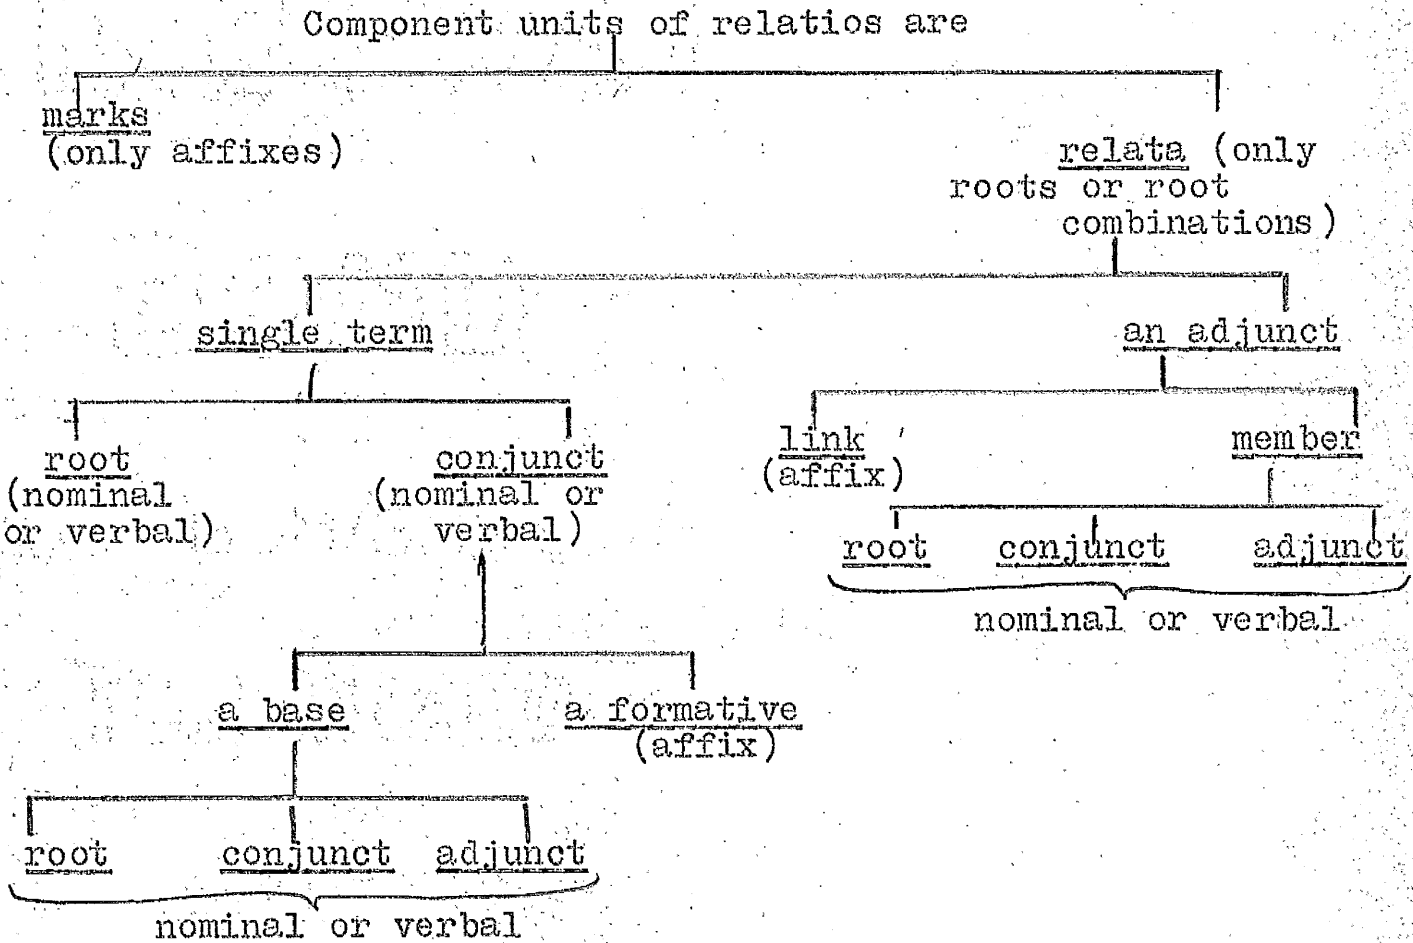 Component units of relatios are
marks
(only affixes)
relata (only
roots or root
combinations)
single term
an adjunct
root
(nominal
or verbal)
conjunct
(nominal or
verbal)
link
(affix)
member
root conjunct adjunct
nominal or verbal
a base
a formative
(affix)
root conjunct adjunct
nominal or verbal